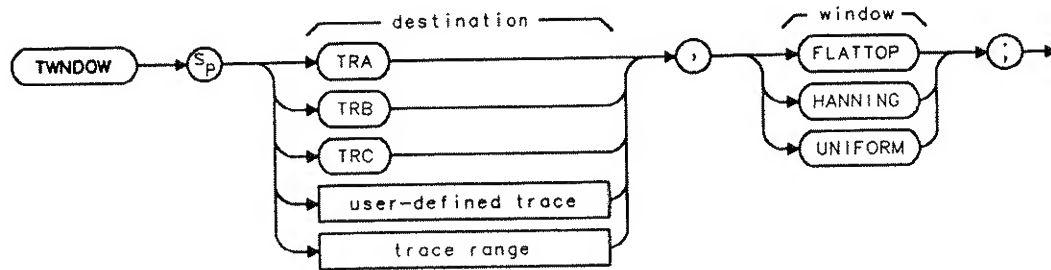 destination
window
TWNDOW
Sp
TRA
,
FLATTOP
;
TRB
HANNING
TRC
UNIFORM
user-defined trace
trace range